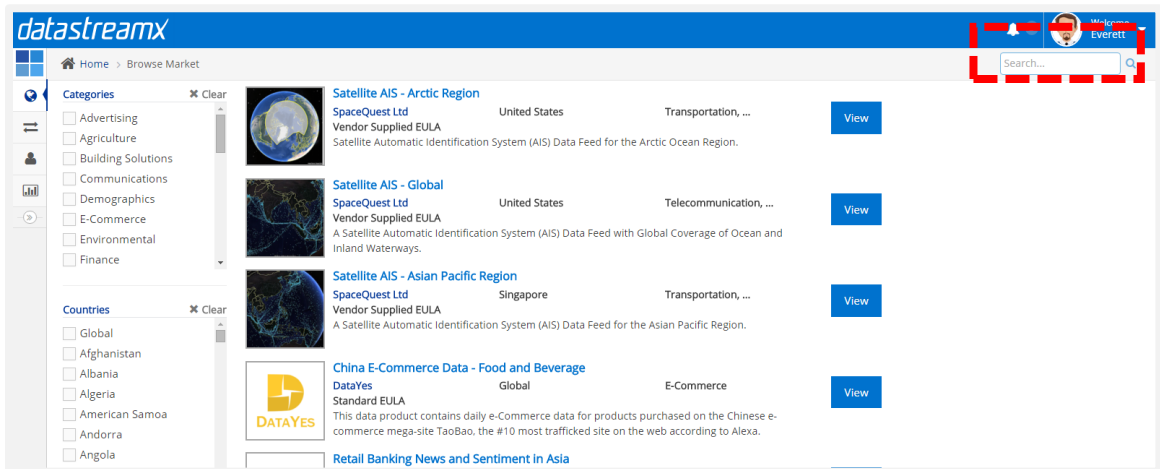 datastreamx
Welcome
Everett
Home > Browse Market
Search...
Categories
Clear
Advertising
Agriculture
Building Solutions
Communications
Demographics
E-Commerce
Environmental
Finance
Countries
Clear
Global
Afghanistan
Albania
Algeria
American Samoa
Andorra
Angola
Satellite AIS - Arctic Region
SpaceQuest Ltd United States Transportation, ...
Vendor Supplied EULA
Satellite Automatic Identification System (AIS) Data Feed for the Arctic Ocean Region.
View
Satellite AIS - Global
SpaceQuest Ltd United States Telecommunication, ...
Vendor Supplied EULA
A Satellite Automatic Identification System (AIS) Data Feed with Global Coverage of Ocean and
Inland Waterways.
View
Satellite AIS - Asian Pacific Region
SpaceQuest Ltd Singapore Transportation, ...
Vendor Supplied EULA
A Satellite Automatic Identification System (AIS) Data Feed for the Asian Pacific Region.
View
DATAYES
China E-Commerce Data - Food and Beverage
DataYes Global E-Commerce
Standard EULA
This data product contains daily e-Commerce data for products purchased on the Chinese e-
commerce mega-site TaoBao, the #10 most trafficked site on the web according to Alexa.
View
Retail Banking News and Sentiment in Asia